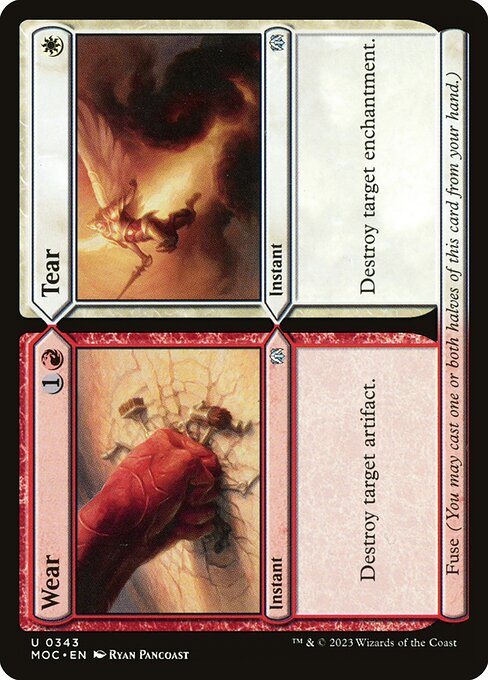 Wear 1
Instant
Destroy target artifact.
Tear
Instant
Destroy target enchantment.
Fuse (You may cast one or both halves of this card from your hand.)
U 0343
MOC • EN Ryan Pancoast
™ & © 2023 Wizards of the Coast